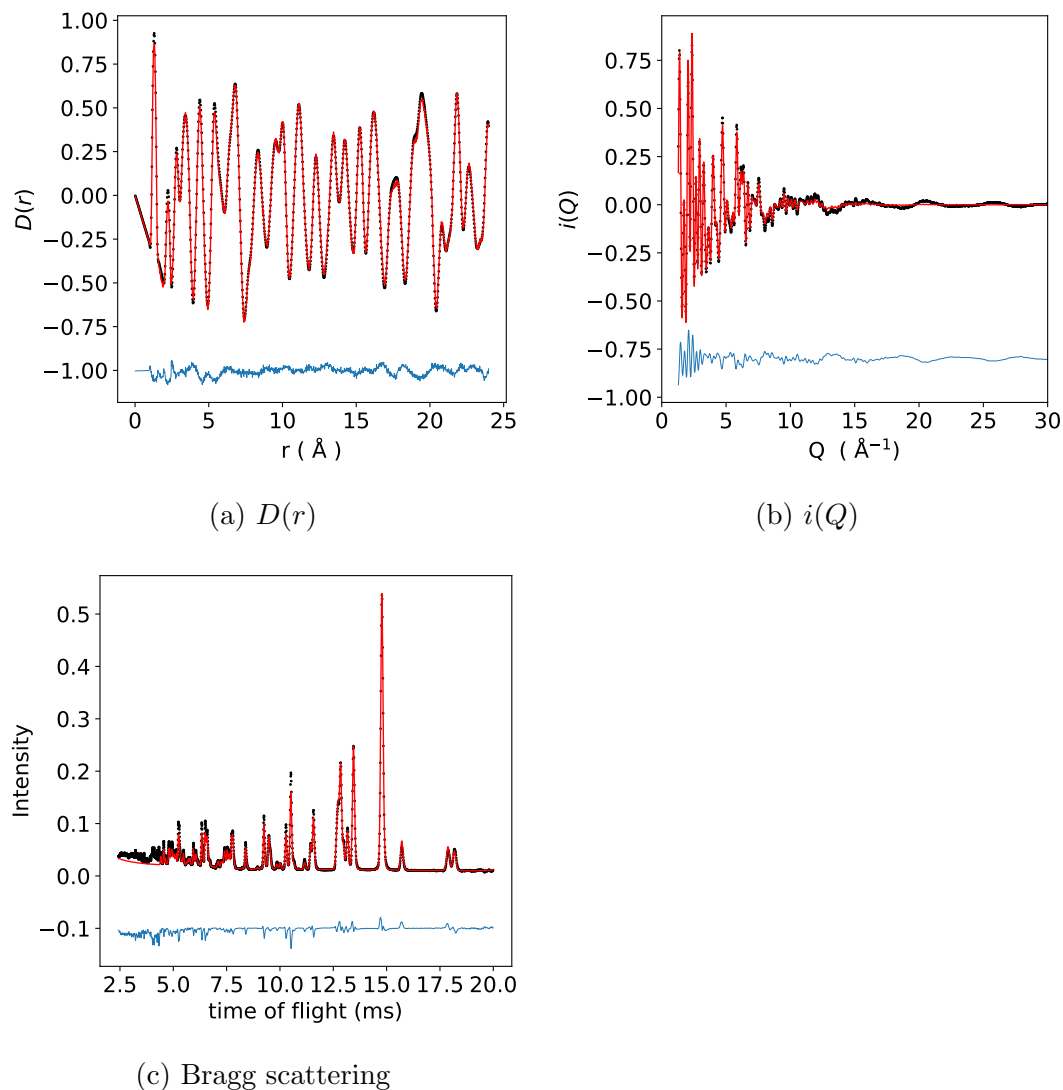 1.00
0.75
0.50
0.25
0.00
−0.25
−0.50
−0.75
−1.00
D(r)
0 5 10 15 20 25
r ( Å )
(a) D(r)
0.75
0.50
0.25
0.00
−0.25
−0.50
−0.75
−1.00
i(Q)
0 5 10 15 20 25 30
Q ( Å⁻¹)
(b) i(Q)
0.5
0.4
0.3
0.2
0.1
0.0
−0.1
Intensity
2.5 5.0 7.5 10.0 12.5 15.0 17.5 20.0
time of flight (ms)
(c) Bragg scattering